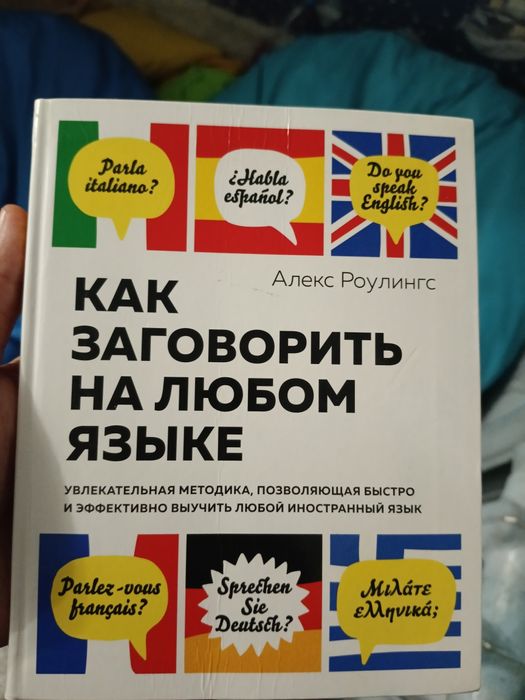 Parla
italiano?
¿Habla
español?
Do you
speak
English?
Алекс Роулингс
КАК
ЗАГОВОРИТЬ
НА ЛЮБОМ
ЯЗЫКЕ
УВЛЕКАТЕЛЬНАЯ МЕТОДИКА, ПОЗВОЛЯЮЩАЯ БЫСТРО
И ЭФФЕКТИВНО ВЫУЧИТЬ ЛЮБОЙ ИНОСТРАННЫЙ ЯЗЫК
Parlez-vous
français?
Sprechen
Sie
Deutsch?
Μιλάτε
ελληνικά;